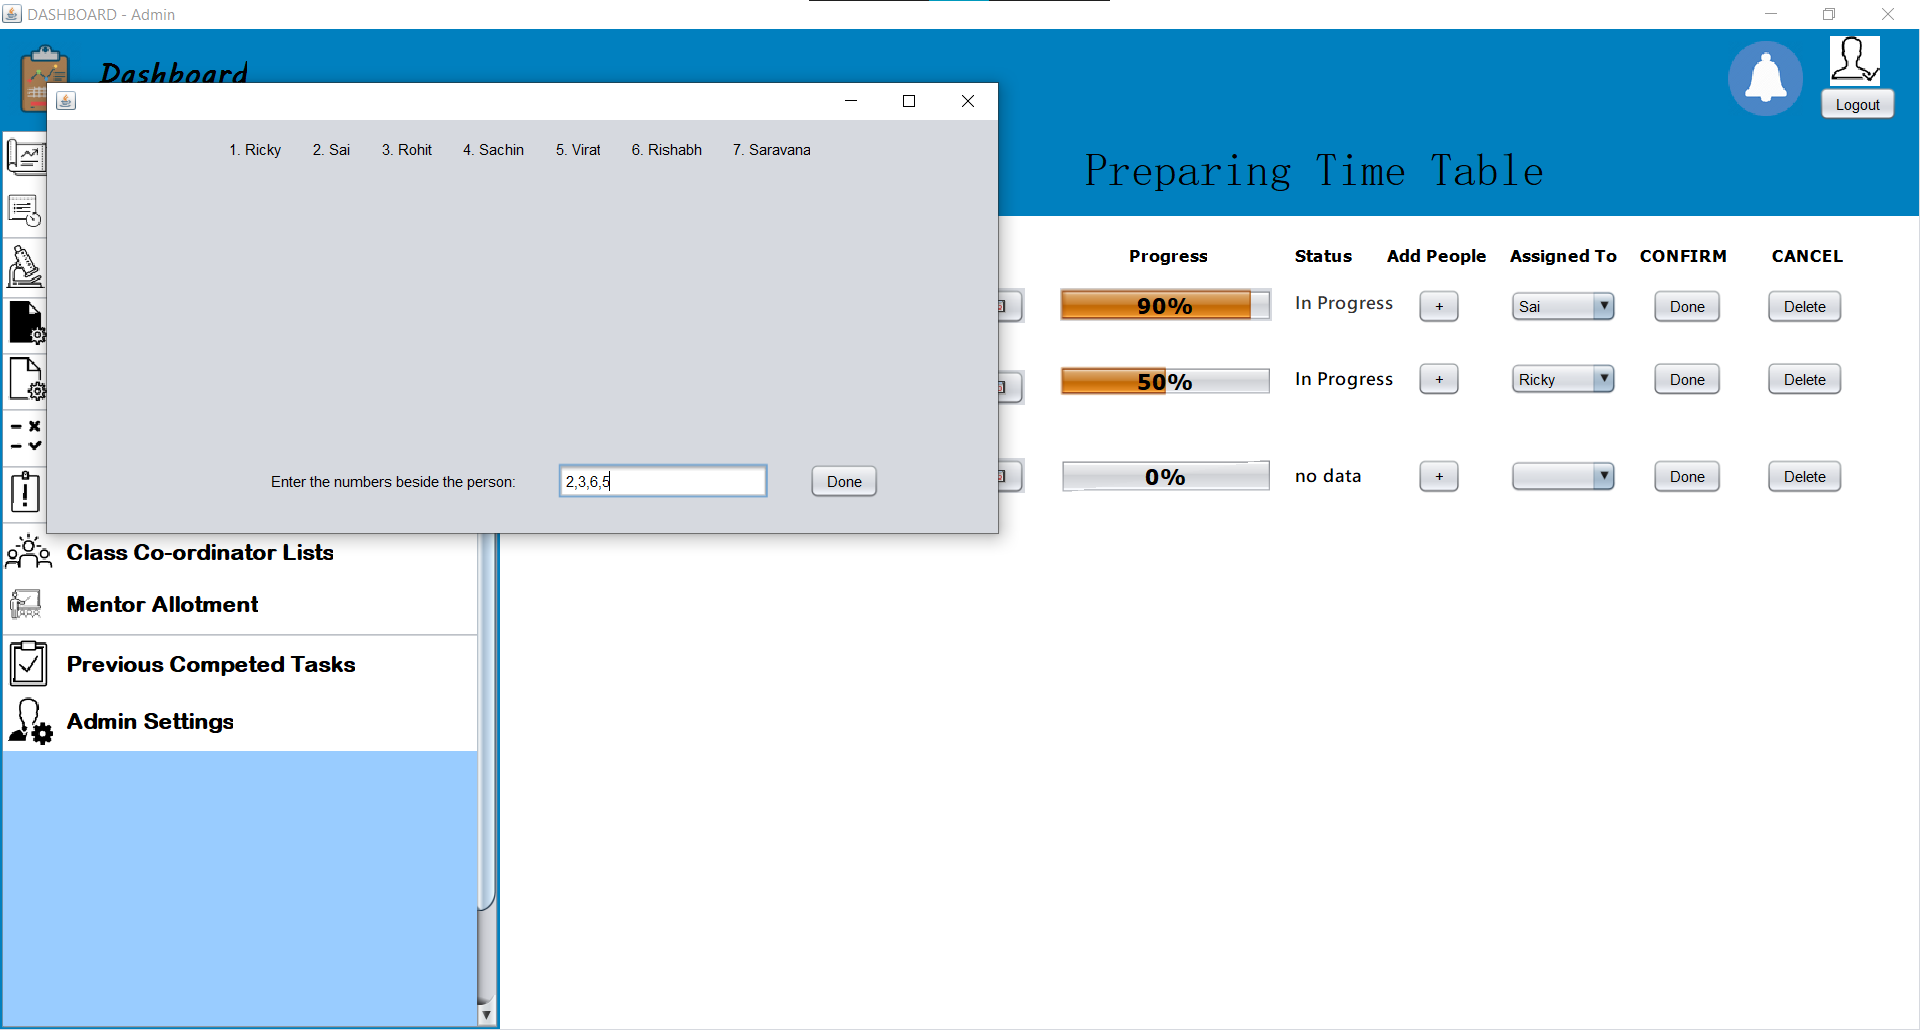 DASHBOARD - Admin
Dashboard
Logout
1. Ricky 2. Sai 3. Rohit 4. Sachin 5. Virat 6. Rishabh 7. Saravana
Preparing Time Table
Progress Status Add People Assigned To CONFIRM CANCEL
90% In Progress + Sai Done Delete
50% In Progress + Ricky Done Delete
0% no data + Done Delete
Enter the numbers beside the person: 2,3,6,5 Done
Class Co-ordinator Lists
Mentor Allotment
Previous Competed Tasks
Admin Settings